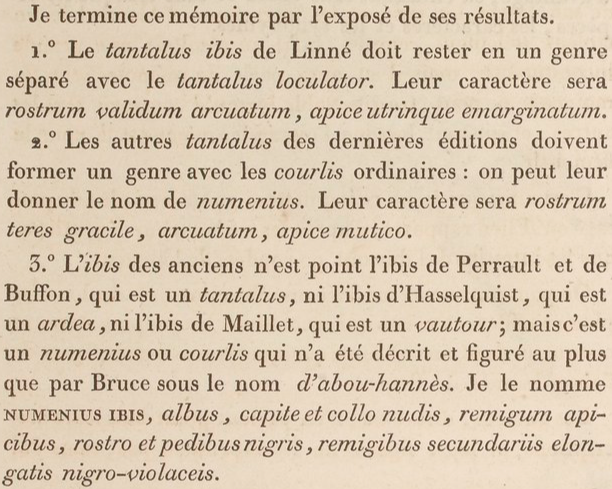 Je termine ce mémoire par l'exposé de ses résultats.
1.º Le tantalus ibis de Linné doit rester en un genre
séparé avec le tantalus loculator. Leur caractère sera
rostrum validum arcuatum, apice utrinque emarginatum.
2.º Les autres tantalus des dernières éditions doivent
former un genre avec les courlis ordinaires : on peut leur
donner le nom de numenius. Leur caractère sera rostrum
teres gracile, arcuatum, apice mutico.
3.º L'ibis des anciens n'est point l'ibis de Perrault et de
Buffon, qui est un tantalus, ni l'ibis d'Hasselquist, qui est
un ardea, ni l'ibis de Maillet, qui est un vautour; mais c'est
un numenius ou courlis qui n'a été décrit et figuré au plus
que par Bruce sous le nom d'abou-hannès. Je le nomme
NUMENIUS IBIS, albus, capite et collo nudis, remigum api-
cibus, rostro et pedibus nigris, remigibus secundariis elon-
gatis nigro-violaceis.